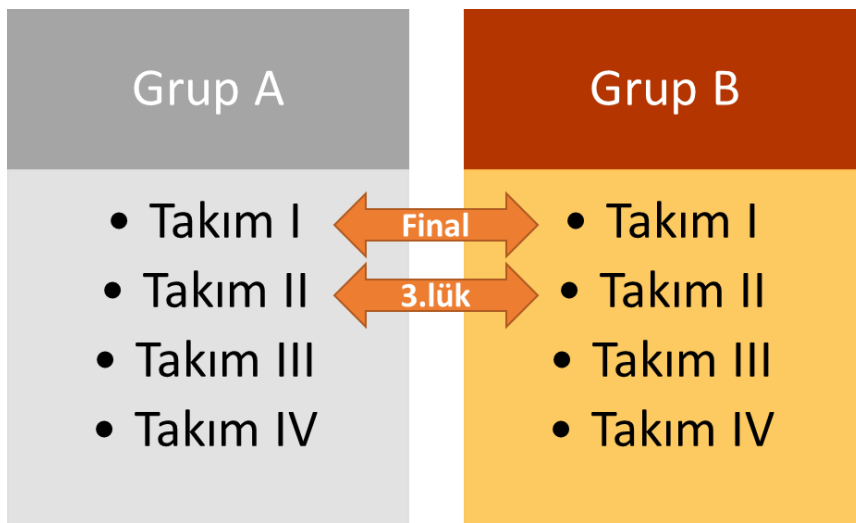 Grup A
• Takım I
• Takım II
• Takım III
• Takım IV
Final
3.lük
Grup B
• Takım I
• Takım II
• Takım III
• Takım IV